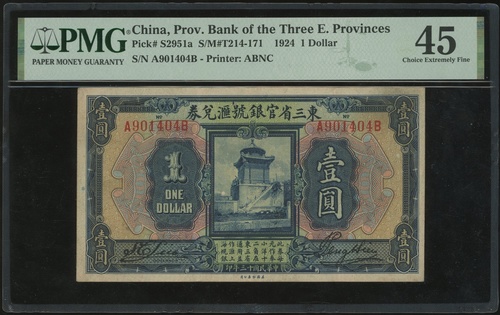 PMG
PAPER MONEY GUARANTY
China, Prov. Bank of the Three E. Provinces
Pick# S2951a S/M#T214-171 1924 1 Dollar
S/N A901404B - Printer: ABNC
45
Choice Extremely Fine
券兌滙號銀官省三東
A901404B
A901404B
壹圓
壹圓
1
ONE
DOLLAR
壹圓
壹圓
壹圓